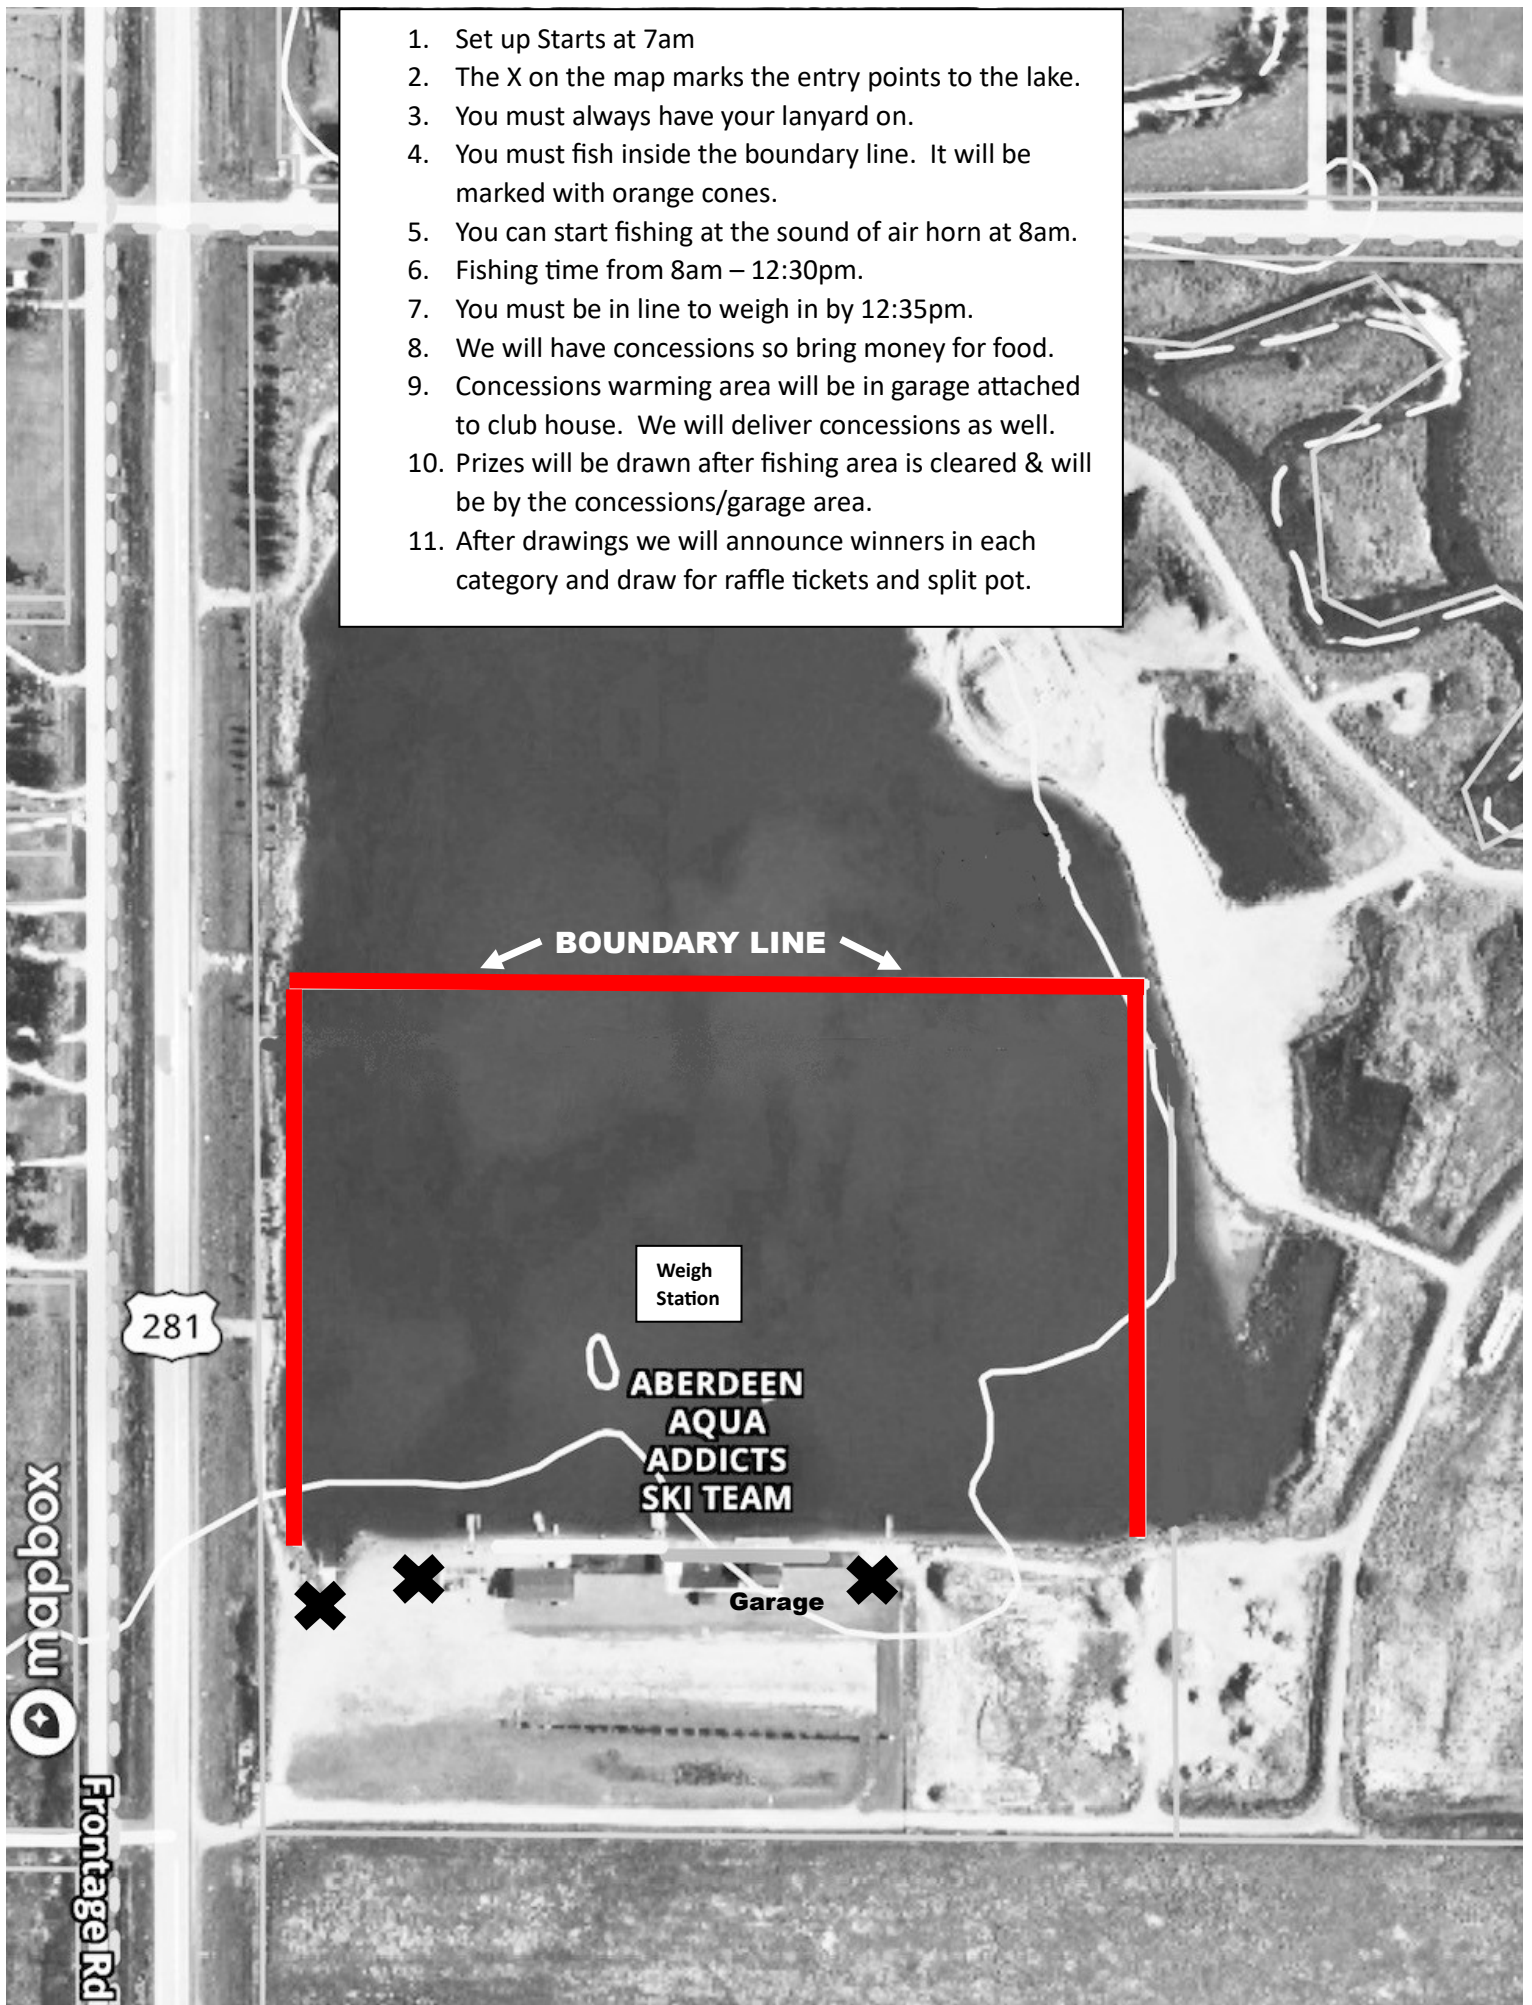 1. Set up Starts at 7am
2. The X on the map marks the entry points to the lake.
3. You must always have your lanyard on.
4. You must fish inside the boundary line.  It will be
marked with orange cones.
5. You can start fishing at the sound of air horn at 8am.
6. Fishing time from 8am – 12:30pm.
7. You must be in line to weigh in by 12:35pm.
8. We will have concessions so bring money for food.
9. Concessions warming area will be in garage attached
to club house.  We will deliver concessions as well.
10. Prizes will be drawn after fishing area is cleared & will
be by the concessions/garage area.
11. After drawings we will announce winners in each
category and draw for raffle tickets and split pot.
BOUNDARY LINE
Weigh
Station
281
ABERDEEN
AQUA
ADDICTS
SKI TEAM
Garage
mapbox
Frontage Rd